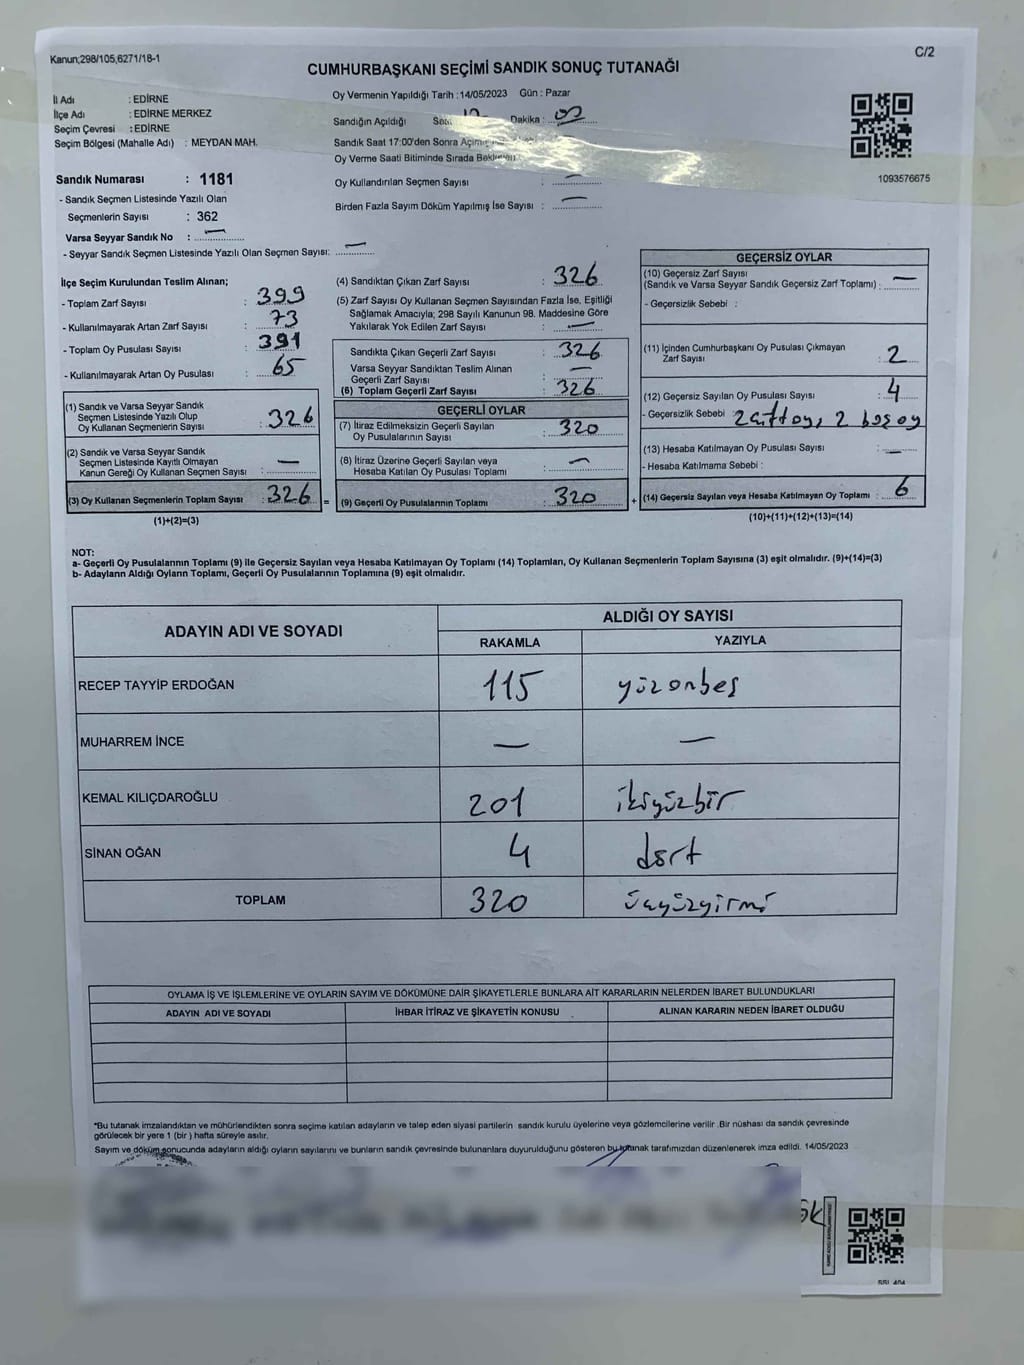 Kanun;298/105,6271/18-1
C/2
CUMHURBAŞKANI SEÇİMİ SANDIK SONUÇ TUTANAĞI
İl Adı : EDİRNE
İlçe Adı : EDİRNE MERKEZ
Seçim Çevresi : EDİRNE
Seçim Bölgesi (Mahalle Adı) : MEYDAN MAH.
Oy Vermenin Yapıldığı Tarih : 14/05/2023 Gün : Pazar
Sandığın Açıldığı Dakika :
Sandık Saat 17:00'den Sonra
Oy Verme Saati Bitiminde Sırada
Oy Kullandırılan Seçmen Sayısı : —
Birden Fazla Sayım Döküm Yapılmış İse Sayısı : —
1093576675
Sandık Numarası : 1181
- Sandık Seçmen Listesinde Yazılı Olan
Seçmenlerin Sayısı : 362
Varsa Seyyar Sandık No : —
- Seyyar Sandık Seçmen Listesinde Yazılı Olan Seçmen Sayısı: —
İlçe Seçim Kurulundan Teslim Alınan;
- Toplam Zarf Sayısı : 399
- Kullanılmayarak Artan Zarf Sayısı : 73
- Toplam Oy Pusulası Sayısı : 391
- Kullanılmayarak Artan Oy Pusulası : 65
(1) Sandık ve Varsa Seyyar Sandık
Seçmen Listesinde Yazılı Olup
Oy Kullanan Seçmenlerin Sayısı : 326
(2) Sandık ve Varsa Seyyar Sandık
Seçmen Listesinde Kayıtlı Olmayan
Kanun Gereği Oy Kullanan Seçmen Sayısı : —
(3) Oy Kullanan Seçmenlerin Toplam Sayısı : 326 =
(1)+(2)=(3)
(4) Sandıktan Çıkan Zarf Sayısı : 326
(5) Zarf Sayısı Oy Kullanan Seçmen Sayısından Fazla İse, Eşitliği
Sağlamak Amacıyla; 298 Sayılı Kanunun 98. Maddesine Göre
Yakılarak Yok Edilen Zarf Sayısı : —
Sandıkta Çıkan Geçerli Zarf Sayısı : 326
Varsa Seyyar Sandıktan Teslim Alınan
Geçerli Zarf Sayısı : —
(6) Toplam Geçerli Zarf Sayısı : 326
GEÇERLİ OYLAR
(7) İtiraz Edilmeksizin Geçerli Sayılan
Oy Pusulalarının Sayısı : 320
(8) İtiraz Üzerine Geçerli Sayılan veya
Hesaba Katılan Oy Pusulası Toplamı : —
(9) Geçerli Oy Pusulalarının Toplamı : 320 +
GEÇERSİZ OYLAR
(10) Geçersiz Zarf Sayısı
(Sandık ve Varsa Seyyar Sandık Geçersiz Zarf Toplamı) : —
- Geçersizlik Sebebi :
(11) İçinden Cumhurbaşkanı Oy Pusulası Çıkmayan
Zarf Sayısı : 2
(12) Geçersiz Sayılan Oy Pusulası Sayısı : 4
- Geçersizlik Sebebi 2 çift oy, 2 boş oy
(13) Hesaba Katılmayan Oy Pusulası Sayısı : —
- Hesaba Katılmama Sebebi :
(14) Geçersiz Sayılan veya Hesaba Katılmayan Oy Toplamı : 6
(10)+(11)+(12)+(13)=(14)
NOT:
a- Geçerli Oy Pusulalarının Toplamı (9) ile Geçersiz Sayılan veya Hesaba Katılmayan Oy Toplamı (14) Toplamları, Oy Kullanan Seçmenlerin Toplam Sayısına (3) eşit olmalıdır. (9)+(14)=(3)
b- Adayların Aldığı Oyların Toplamı, Geçerli Oy Pusulalarının Toplamına (9) eşit olmalıdır.
ADAYIN ADI VE SOYADI
ALDIĞI OY SAYISI
RAKAMLA YAZIYLA
RECEP TAYYİP ERDOĞAN 115 yüzonbeş
MUHARREM İNCE — —
KEMAL KILIÇDAROĞLU 201 ikiyüzbir
SİNAN OĞAN 4 dört
TOPLAM 320 üçyüzyirmi
OYLAMA İŞ VE İŞLEMLERİNE VE OYLARIN SAYIM VE DÖKÜMÜNE DAİR ŞİKAYETLERLE BUNLARA AİT KARARLARIN NELERDEN İBARET BULUNDUKLARI
ADAYIN ADI VE SOYADI İHBAR İTİRAZ VE ŞİKAYETİN KONUSU ALINAN KARARIN NEDEN İBARET OLDUĞU
*Bu tutanak imzalandıktan ve mühürlendikten sonra seçime katılan adayların ve talep eden siyasi partilerin sandık kurulu üyelerine veya gözlemcilerine verilir .Bir nüshası da sandık çevresinde
görülecek bir yere 1 (bir ) hafta süreyle asılır.
Sayım ve döküm sonucunda adayların aldığı oyların sayılarını ve bunların sandık çevresinde bulunanlara duyurulduğunu gösteren bu tutanak tarafımızdan düzenlenerek imza edildi. 14/05/2023